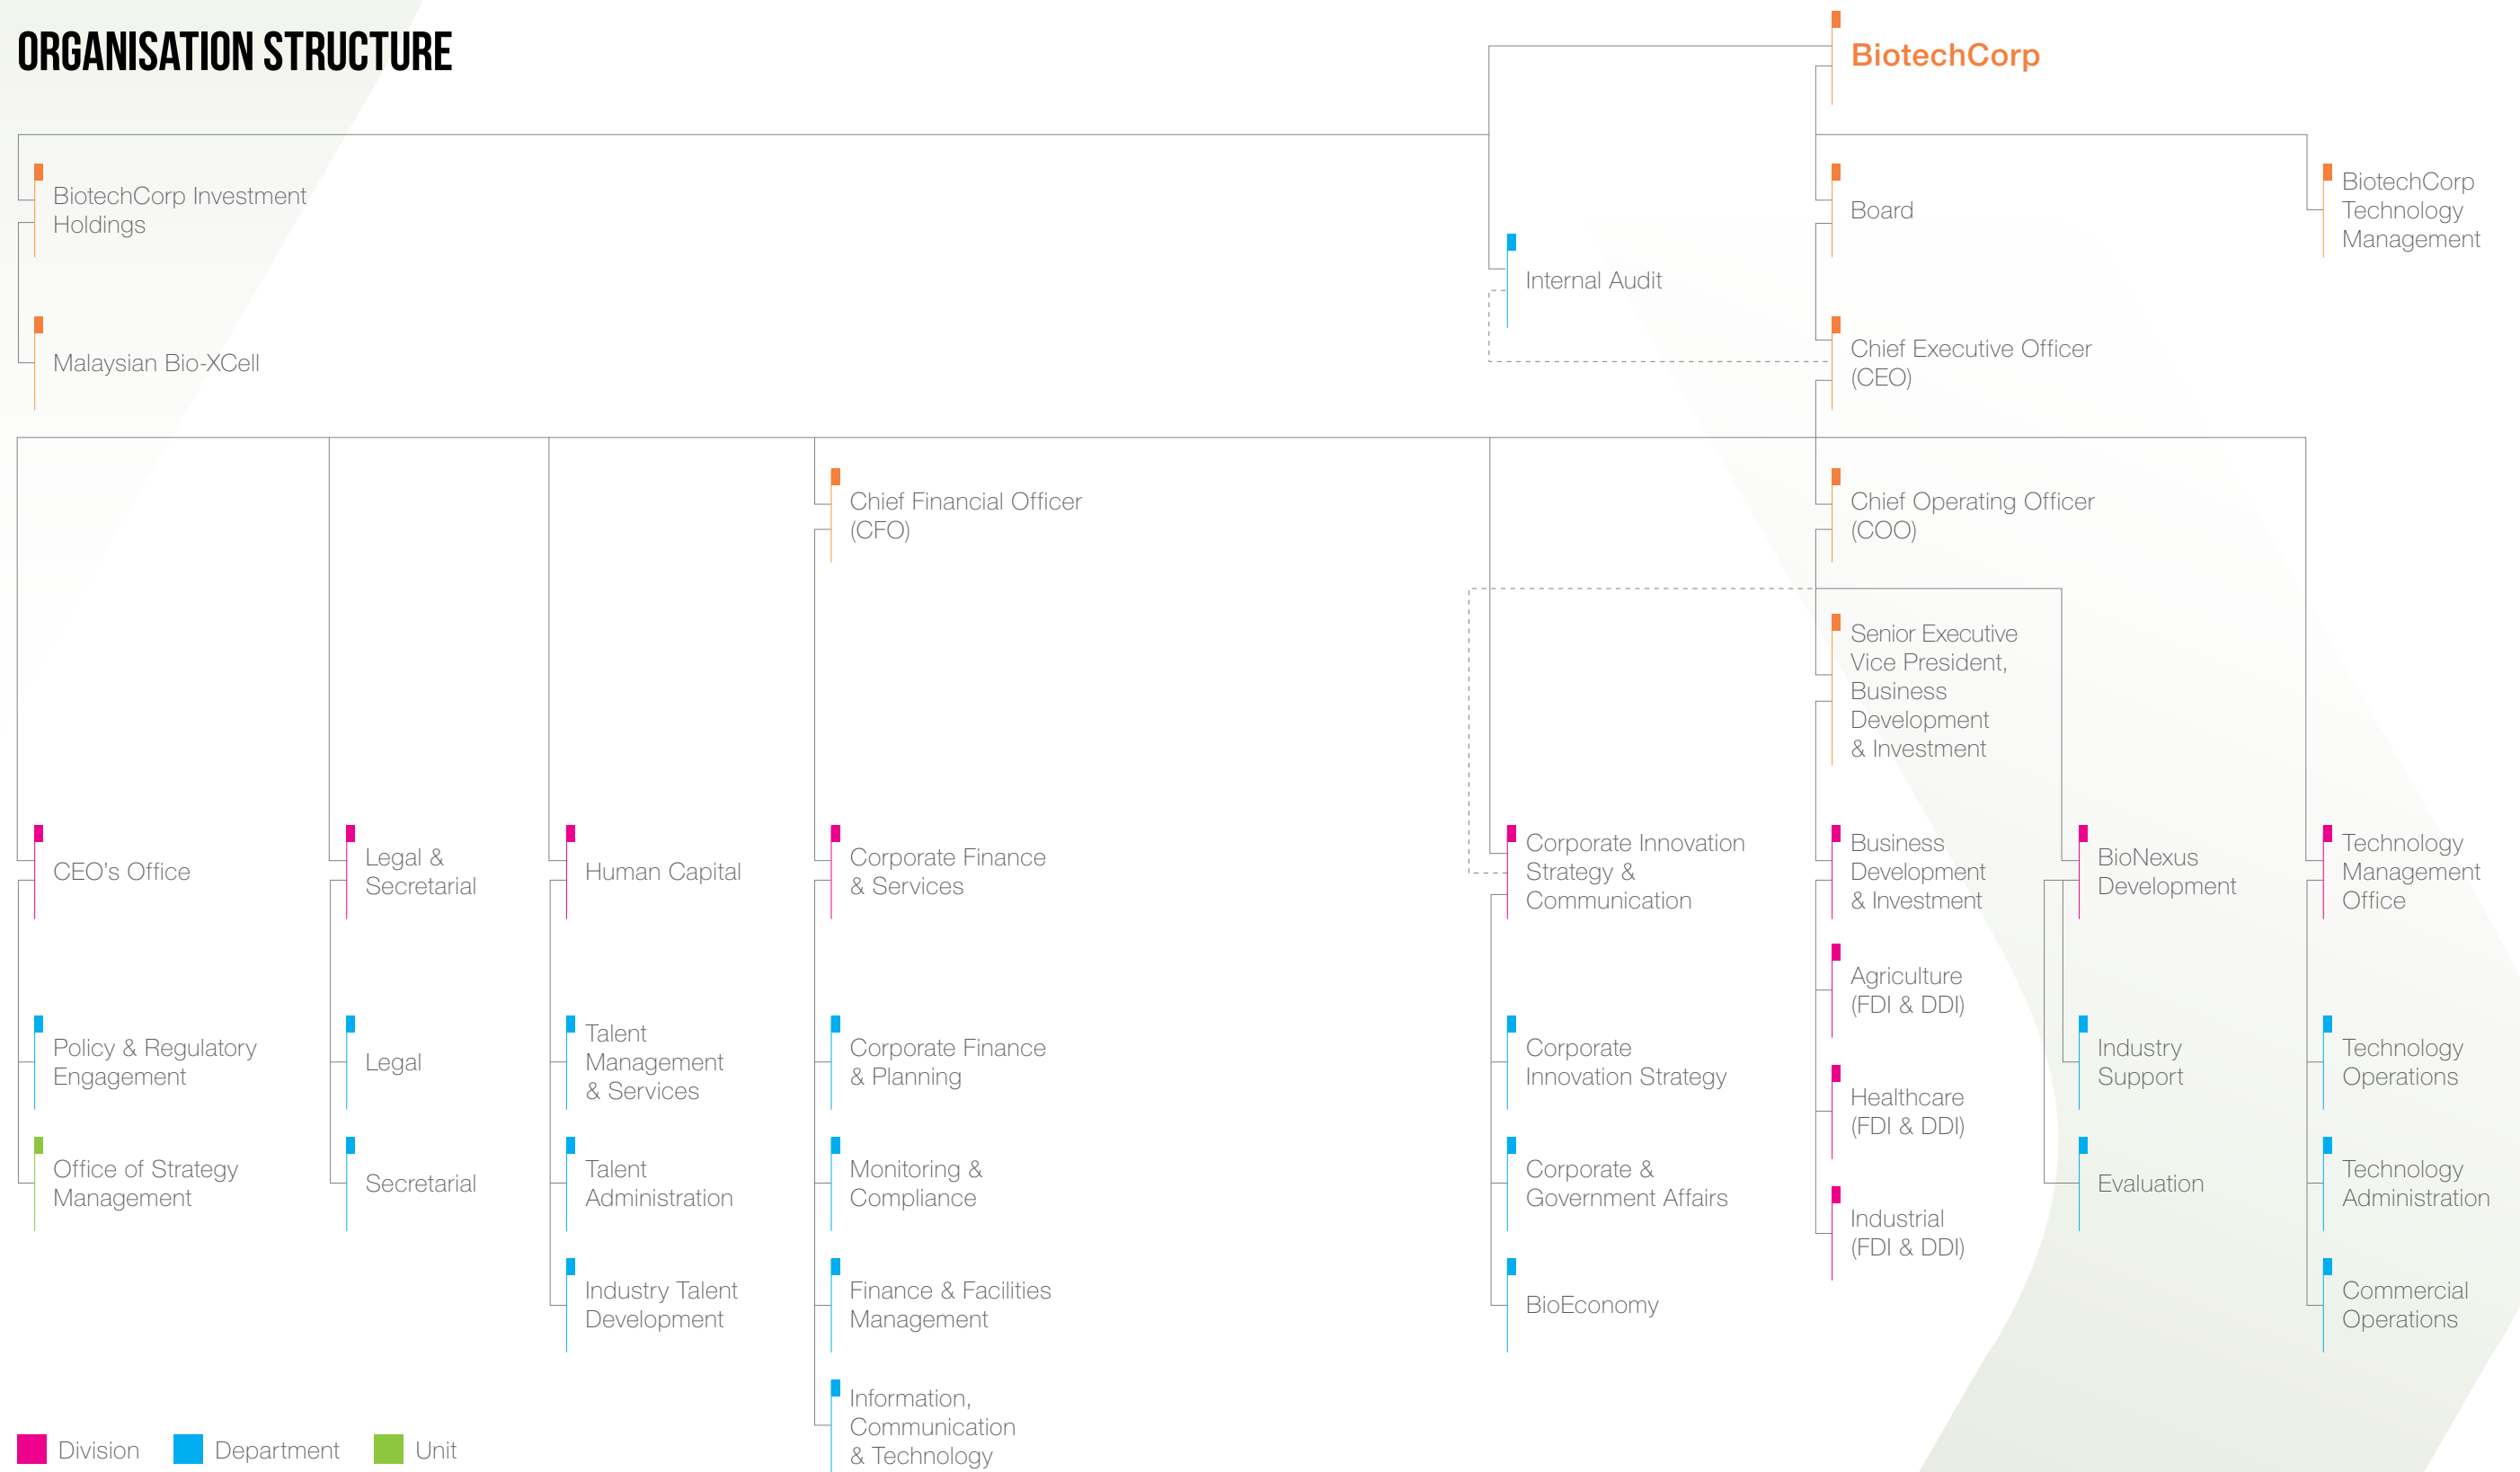 ORGANISATION STRUCTURE
BiotechCorp
BiotechCorp Investment
Holdings
Internal Audit
Board
BiotechCorp
Technology
Management
Malaysian Bio-XCell
Chief Executive Officer
(CEO)
Chief Financial Officer
(CFO)
Chief Operating Officer
(COO)
Senior Executive
Vice President,
Business
Development
& Investment
CEO's Office
Legal &
Secretarial
Human Capital
Corporate Finance
& Services
Corporate Innovation
Strategy &
Communication
Business
Development
& Investment
BioNexus
Development
Technology
Management
Office
Policy & Regulatory
Engagement
Legal
Talent
Management
& Services
Corporate Finance
& Planning
Corporate
Innovation Strategy
Agriculture
(FDI & DDI)
Industry
Support
Technology
Operations
Office of Strategy
Management
Secretarial
Talent
Administration
Monitoring &
Compliance
Corporate &
Government Affairs
Healthcare
(FDI & DDI)
Evaluation
Technology
Administration
Industry Talent
Development
Finance & Facilities
Management
BioEconomy
Industrial
(FDI & DDI)
Commercial
Operations
Information,
Communication
& Technology
Division
Department
Unit